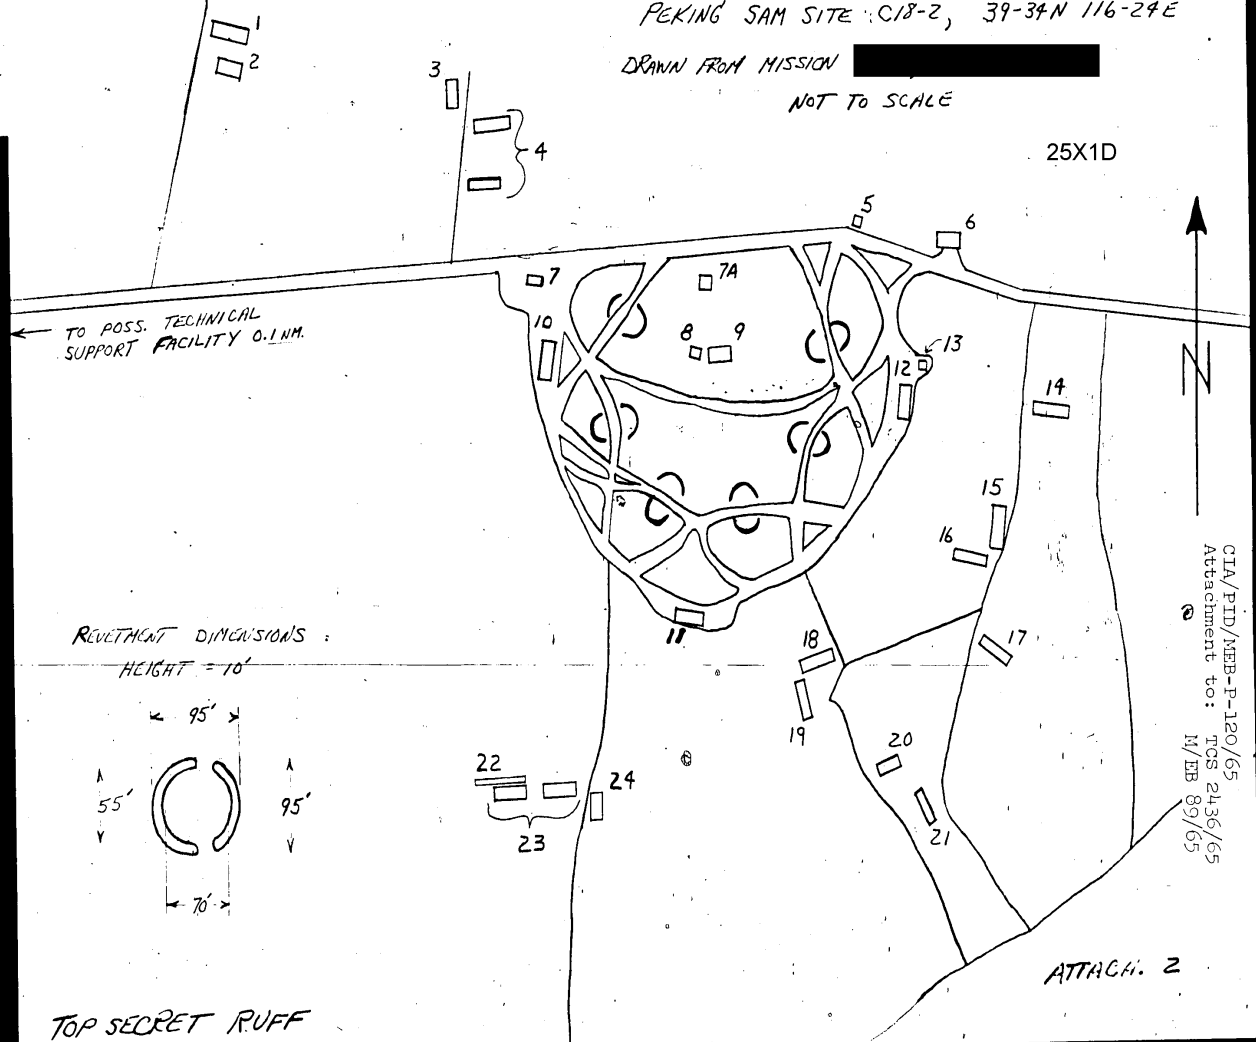 PEKING SAM SITE : C18-2, 39-34N 116-24E
DRAWN FROM MISSION
NOT TO SCALE
25X1D
1
2
3
4
5
6
7
7A
8
9
10
13
12
14
15
16
17
18
19
20
21
11
22
23
24
TO POSS. TECHNICAL
SUPPORT FACILITY 0.1 NM.
N
REVETMENT DIMENSIONS :
HEIGHT = 10'
95'
55'
95'
70'
CIA/PID/MEB-P-120/65
Attachment to: TCS 2436/65
M/EB 89/65
ATTACH. 2
TOP SECRET RUFF